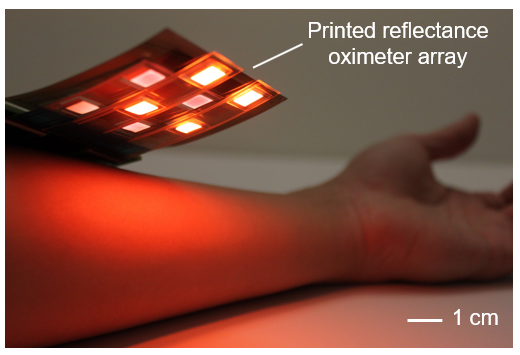 Printed reflectance
oximeter array
1 cm